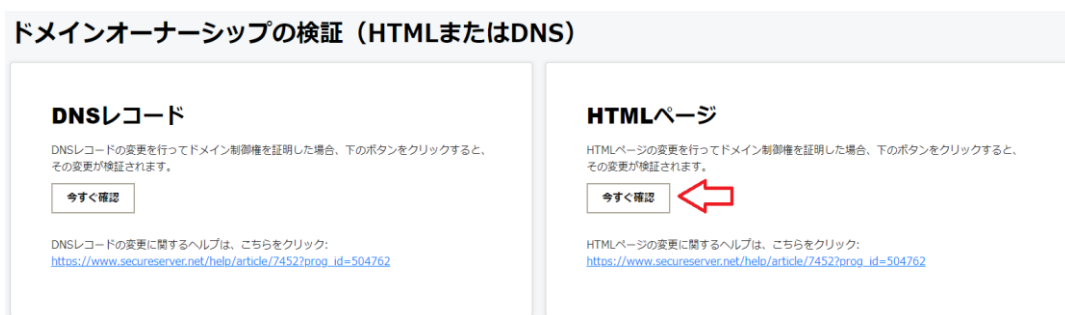 ドメインオーナーシップの検証（HTMLまたはDNS）
DNSレコード
DNSレコードの変更を行ってドメイン制御権を証明した場合、下のボタンをクリックすると、
その変更が検証されます。
今すぐ確認
DNSレコードの変更に関するヘルプは、こちらをクリック:
https://www.secureserver.net/help/article/7452?prog_id=504762
HTMLページ
HTMLページの変更を行ってドメイン制御権を証明した場合、下のボタンをクリックすると、
その変更が検証されます。
今すぐ確認
HTMLページの変更に関するヘルプは、こちらをクリック:
https://www.secureserver.net/help/article/7452?prog_id=504762